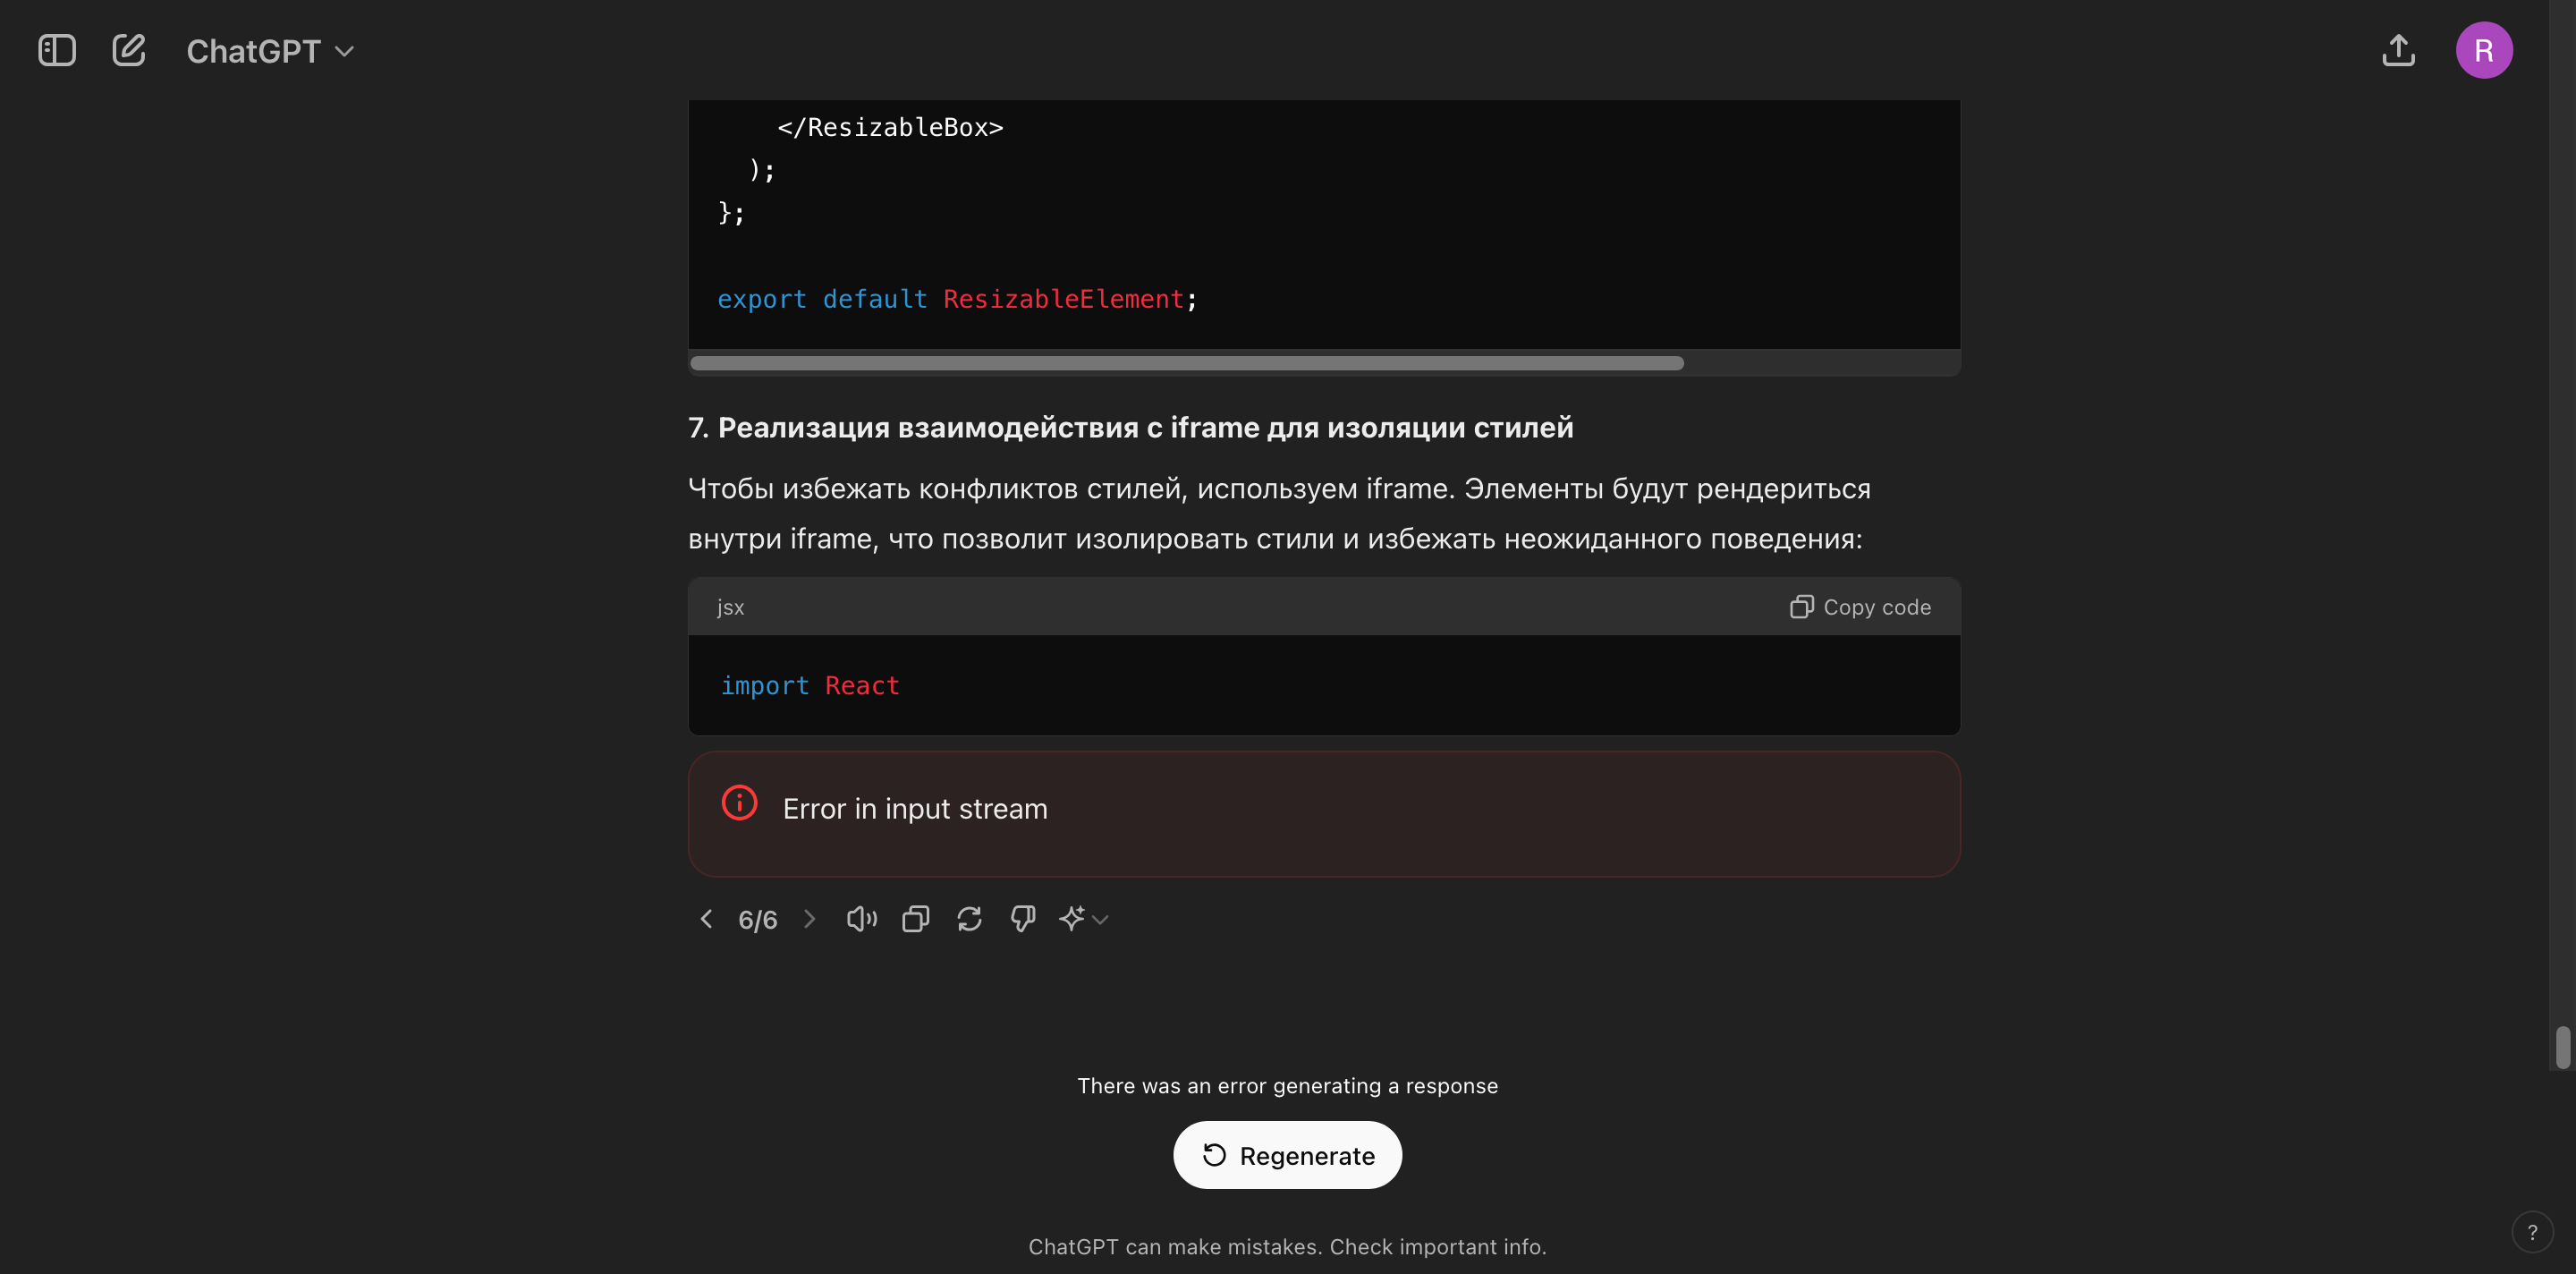 ChatGPT
R
</ResizableBox>
);
};
export default ResizableElement;
7. Реализация взаимодействия с iframe для изоляции стилей
Чтобы избежать конфликтов стилей, используем iframe. Элементы будут рендериться
внутри iframe, что позволит изолировать стили и избежать неожиданного поведения:
jsx
Copy code
import React
Error in input stream
6/6
There was an error generating a response
Regenerate
ChatGPT can make mistakes. Check important info.
?